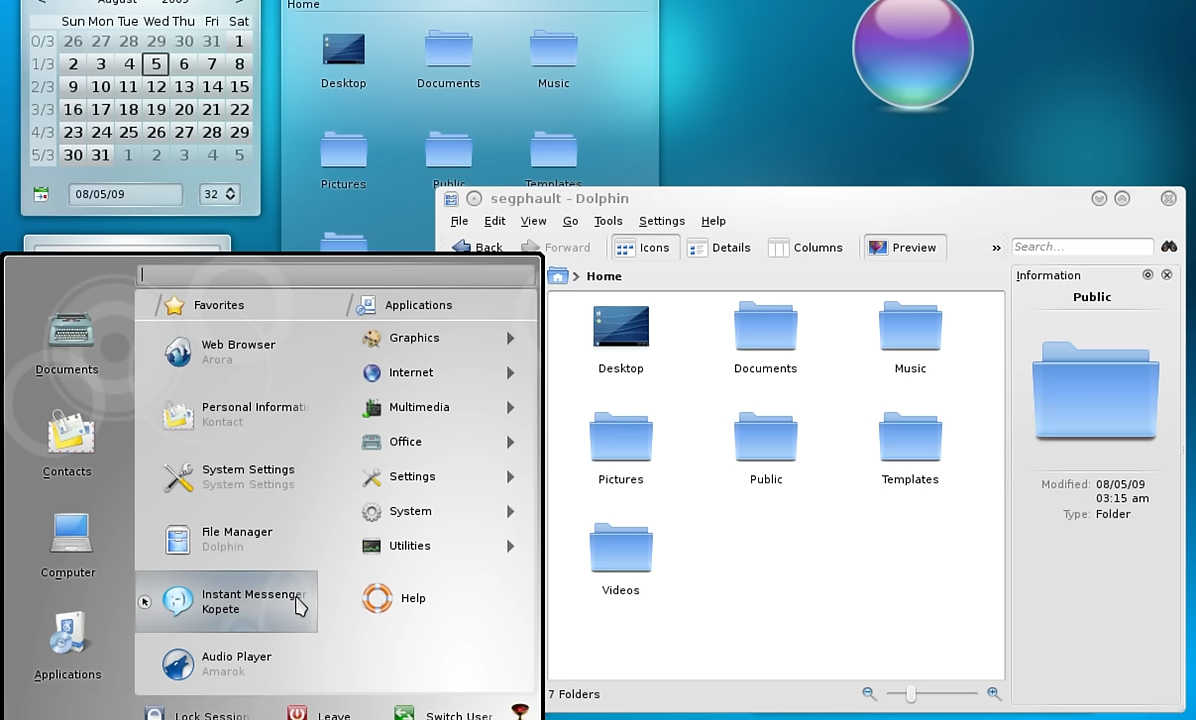 August 2009
Sun Mon Tue Wed Thu Fri Sat
0/3 26 27 28 29 30 31 1
1/3 2 3 4 5 6 7 8
2/3 9 10 11 12 13 14 15
3/3 16 17 18 19 20 21 22
4/3 23 24 25 26 27 28 29
5/3 30 31 1 2 3 4 5
08/05/09 32
Home
Desktop Documents Music
Pictures Public Templates
segphault - Dolphin
File Edit View Go Tools Settings Help
Back Forward Icons Details Columns Preview » Search...
Home
Desktop Documents Music
Pictures Public Templates
Videos
7 Folders
Information
Public
Modified: 08/05/09
03:15 am
Type: Folder
Documents
Contacts
Computer
Applications
Favorites
Web Browser
Arora
Personal Informati
Kontact
System Settings
System Settings
File Manager
Dolphin
Instant Messenger
Kopete
Audio Player
Amarok
Applications
Graphics
Internet
Multimedia
Office
Settings
System
Utilities
Help
Lock Session Leave Switch User